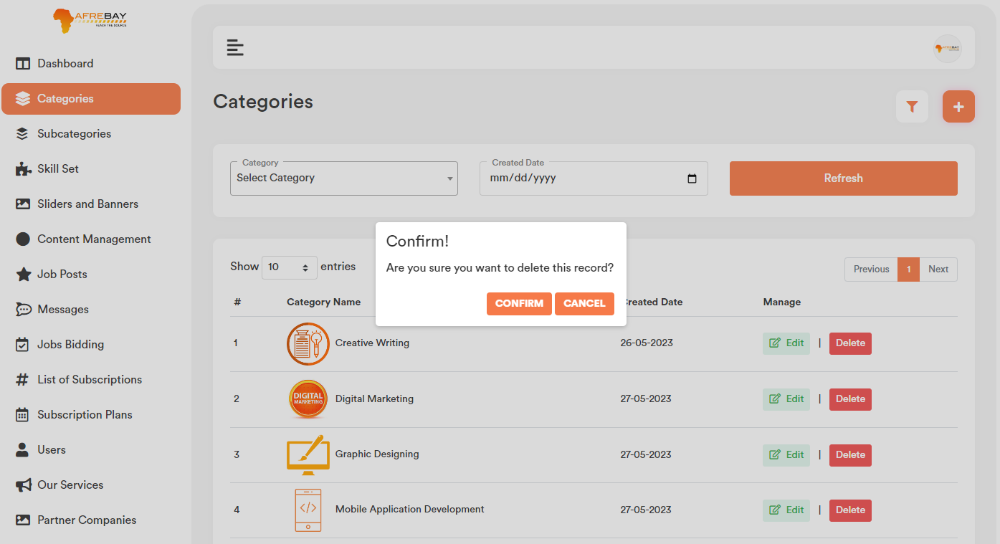 AFREBAY
REACH THE SOURCE
Dashboard
Categories
Subcategories
Skill Set
Sliders and Banners
Content Management
Job Posts
Messages
Jobs Bidding
List of Subscriptions
Subscription Plans
Users
Our Services
Partner Companies
Categories
Category
Select Category
Created Date
mm/dd/yyyy
Refresh
Confirm!
Are you sure you want to delete this record?
CONFIRM CANCEL
Show 10 entries
Previous 1 Next
# Category Name Created Date Manage
1 Creative Writing 26-05-2023 Edit | Delete
2 DIGITAL MARKETING Digital Marketing 27-05-2023 Edit | Delete
3 Graphic Designing 27-05-2023 Edit | Delete
4 </> Mobile Application Development 27-05-2023 Edit | Delete